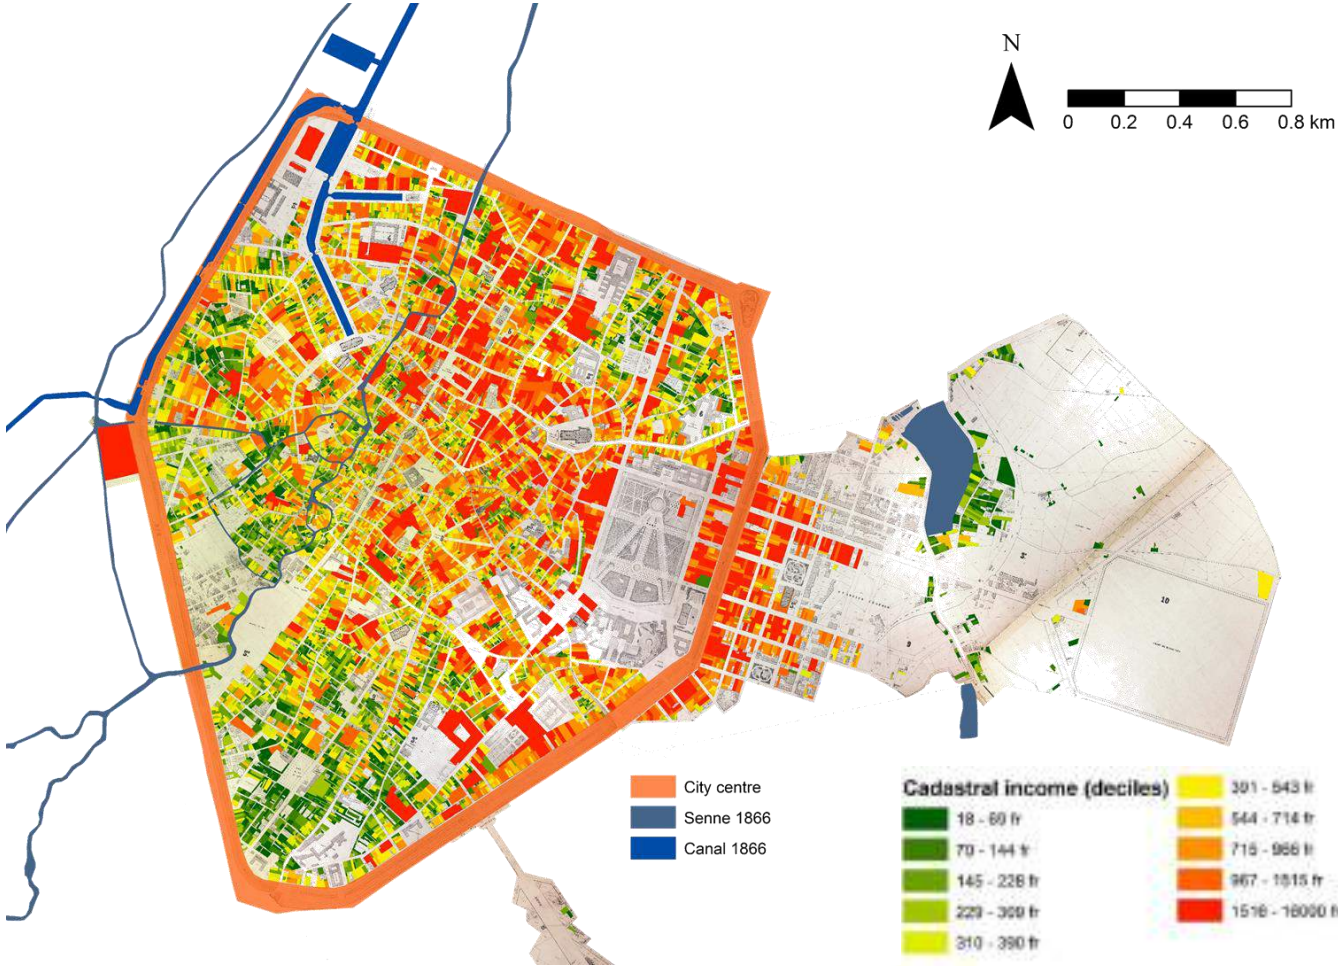 N
0 0.2 0.4 0.6 0.8 km
City centre
Senne 1866
Canal 1866
Cadastral income (deciles)
18 - 69 fr
70 - 144 fr
145 - 228 fr
229 - 309 fr
310 - 390 fr
391 - 543 fr
544 - 714 fr
715 - 966 fr
967 - 1515 fr
1516 - 16000 f
10
9